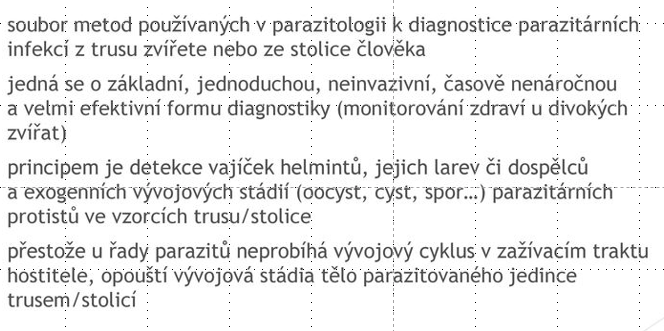 soubor metod používaných v parazitologii k diagnostice parazitárních
infekcí z trusu zvířete nebo ze stolice člověka
jedná se o základní, jednoduchou, neinvazivní, časově nenáročnou
a velmi efektivní formu diagnostiky (monitorování zdraví u divokých
zvířat)
principem je detekce vajíček helmintů, jejich larev či dospělců
a exogenních vývojových stádií (oocyst, cyst, spor…) parazitárních
protistů ve vzorcích trusu/stolice
přestože u řady parazitů neprobíhá vývojový cyklus v zažívacím traktu
hostitele, opouští vývojová stádia tělo parazitovaného jedince
trusem/stolicí